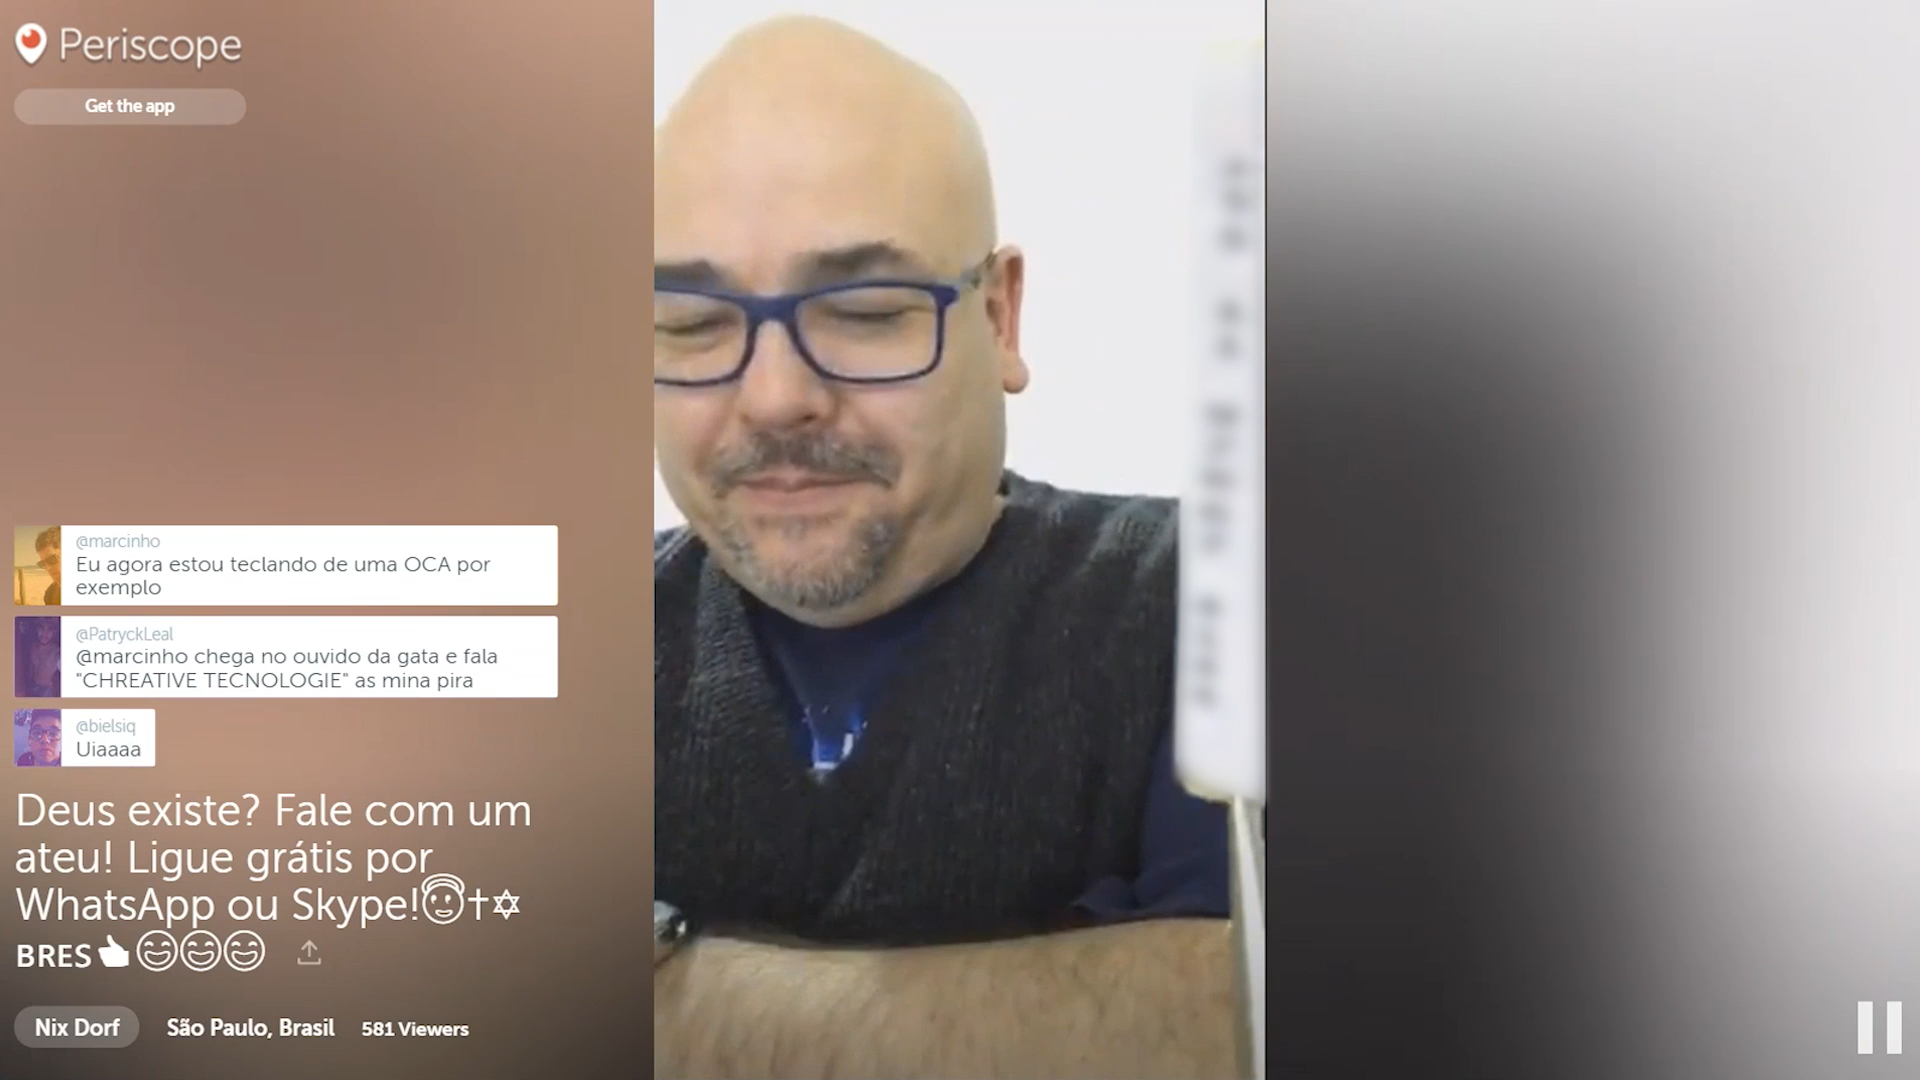 Periscope
Get the app
@marcinho
Eu agora estou teclando de uma OCA por
exemplo
@PatryckLeal
@marcinho chega no ouvido da gata e fala
"CHREATIVE TECNOLOGIE" as mina pira
@bielsiq
Uiaaaa
Deus existe? Fale com um
ateu! Ligue grátis por
WhatsApp ou Skype!😇✝✡
BRES👍😄😄😄
Nix Dorf
São Paulo, Brasil
581 Viewers